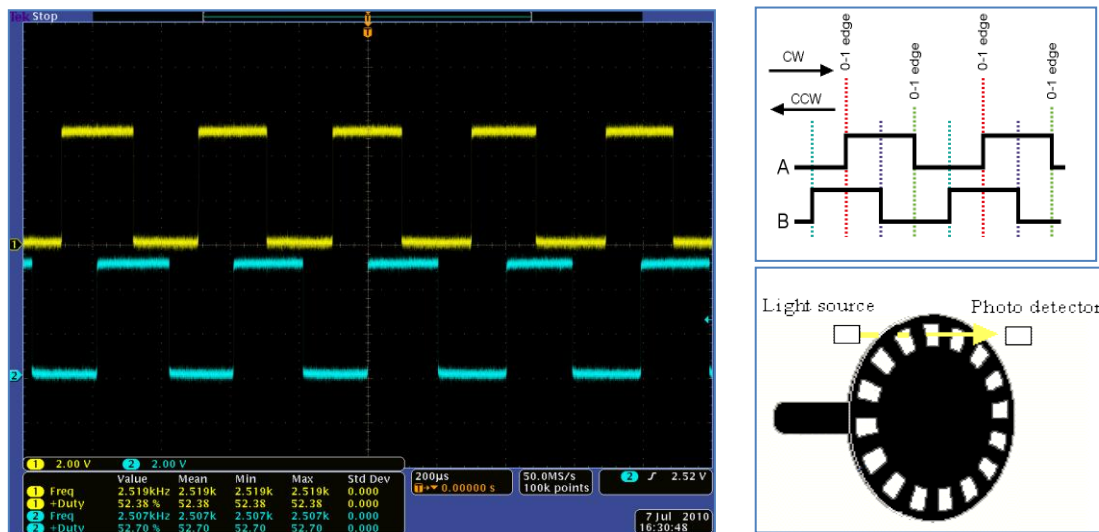 Tek Stop
T
T
1
2
1 2.00 V 2 2.00 V
Value Mean Min Max Std Dev
1 Freq 2.519kHz 2.519k 2.519k 2.519k 0.000
1 +Duty 52.38 % 52.38 52.38 52.38 0.000
2 Freq 2.507kHz 2.507k 2.507k 2.507k 0.000
2 +Duty 52.70 % 52.70 52.70 52.70 0.000
200µs
T→▼ 0.00000 s
50.0MS/s
100k points
2 2.52 V
7 Jul 2010
16:30:48
CW
CCW
0-1 edge
0-1 edge
0-1 edge
0-1 edge
A
B
Light source Photo detector